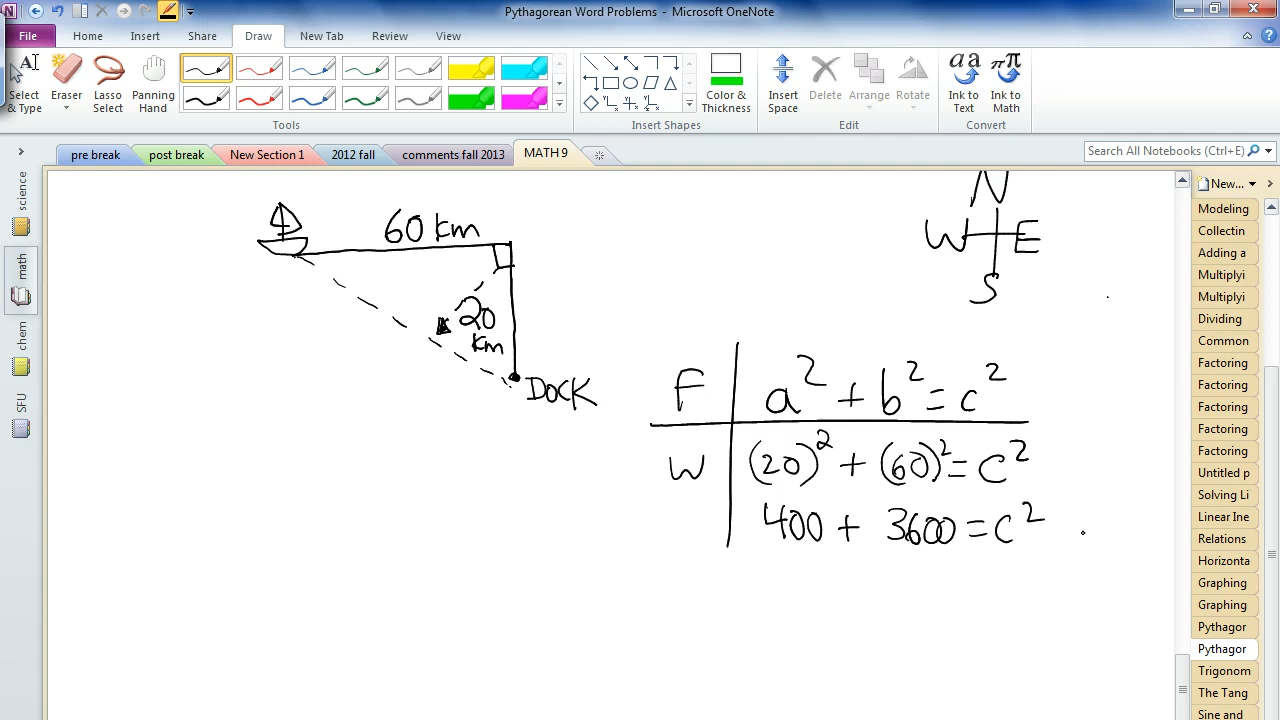 Pythagorean Word Problems - Microsoft OneNote
File Home Insert Share Draw New Tab Review View
Select & Type
Eraser
Lasso Select
Panning Hand
Color & Thickness
Insert Space
Delete
Arrange
Rotate
Ink to Text
Ink to Math
Tools Insert Shapes Edit Convert
pre break post break New Section 1 2012 fall comments fall 2013 MATH 9
Search All Notebooks (Ctrl+E)
science
math
chem
SFU
60 km
20
km
DOCK
N
W E
S
F a² + b² = c²
W (20)² + (60)² = c²
400 + 3600 = c²
New...
Modeling
Collectin
Adding a
Multiplyi
Multiplyi
Dividing
Common
Factoring
Factoring
Factoring
Factoring
Factoring
Untitled p
Solving Li
Linear Ine
Relations
Horizonta
Graphing
Graphing
Pythagor
Pythagor
Trigonom
The Tang
Sine and